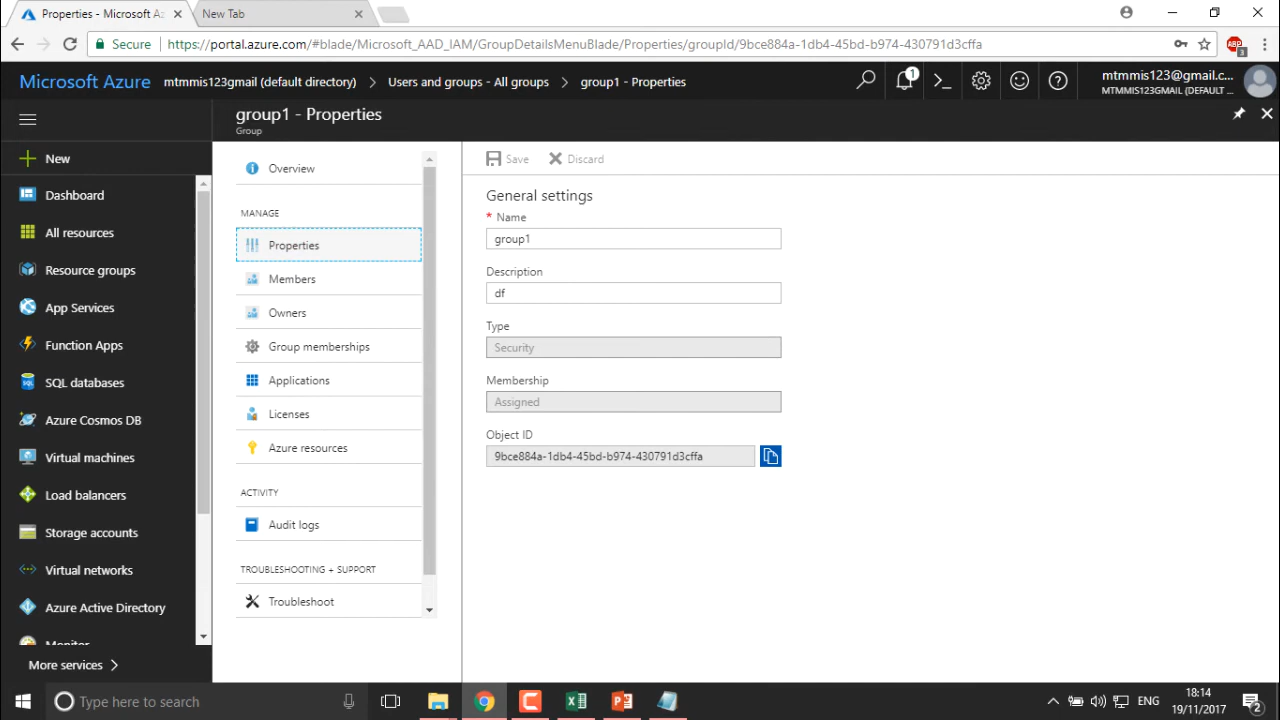 Properties - Microsoft Az
New Tab
Secure
https://portal.azure.com/#blade/Microsoft_AAD_IAM/GroupDetailsMenuBlade/Properties/groupId/9bce884a-1db4-45bd-b974-430791d3cffa
ABP
3
Microsoft Azure
mtmmis123gmail (default directory)
Users and groups - All groups
group1 - Properties
1
mtmmis123@gmail.c...
MTMMIS123GMAIL (DEFAULT ...
group1 - Properties
Group
New
Dashboard
All resources
Resource groups
App Services
Function Apps
SQL databases
Azure Cosmos DB
Virtual machines
Load balancers
Storage accounts
Virtual networks
Azure Active Directory
Monitor
More services
Overview
MANAGE
Properties
Members
Owners
Group memberships
Applications
Licenses
Azure resources
ACTIVITY
Audit logs
TROUBLESHOOTING + SUPPORT
Troubleshoot
Save
Discard
General settings
* Name
group1
Description
df
Type
Security
Membership
Assigned
Object ID
9bce884a-1db4-45bd-b974-430791d3cffa
Type here to search
ENG
18:14
19/11/2017
2